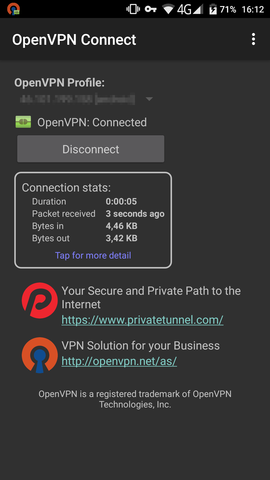 4G 71% 16:12
OpenVPN Connect
OpenVPN Profile:
OpenVPN: Connected
Disconnect
Connection stats:
Duration 0:00:05
Packet received 3 seconds ago
Bytes in 4,46 KB
Bytes out 3,42 KB
Tap for more detail
Your Secure and Private Path to the
Internet
https://www.privatetunnel.com/
VPN Solution for your Business
http://openvpn.net/as/
OpenVPN is a registered trademark of OpenVPN
Technologies, Inc.